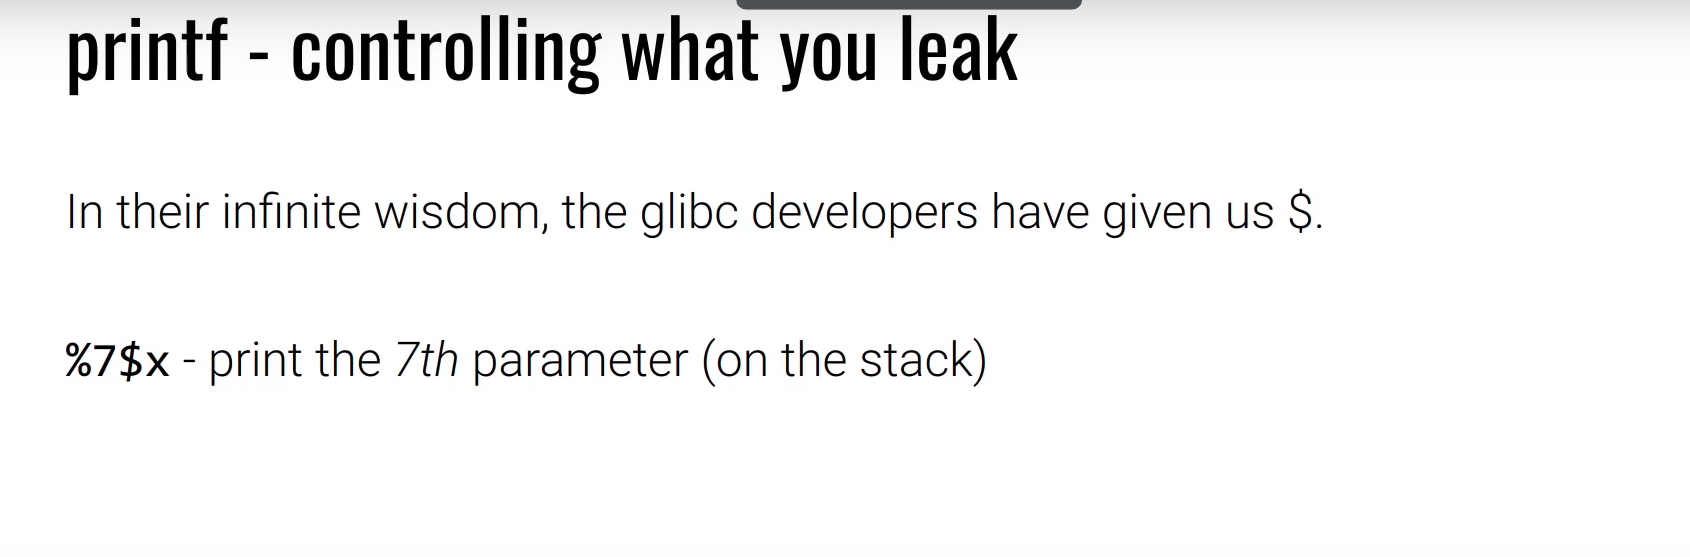 printf - controlling what you leak
In their infinite wisdom, the glibc developers have given us $.
%7$x - print the 7th parameter (on the stack)